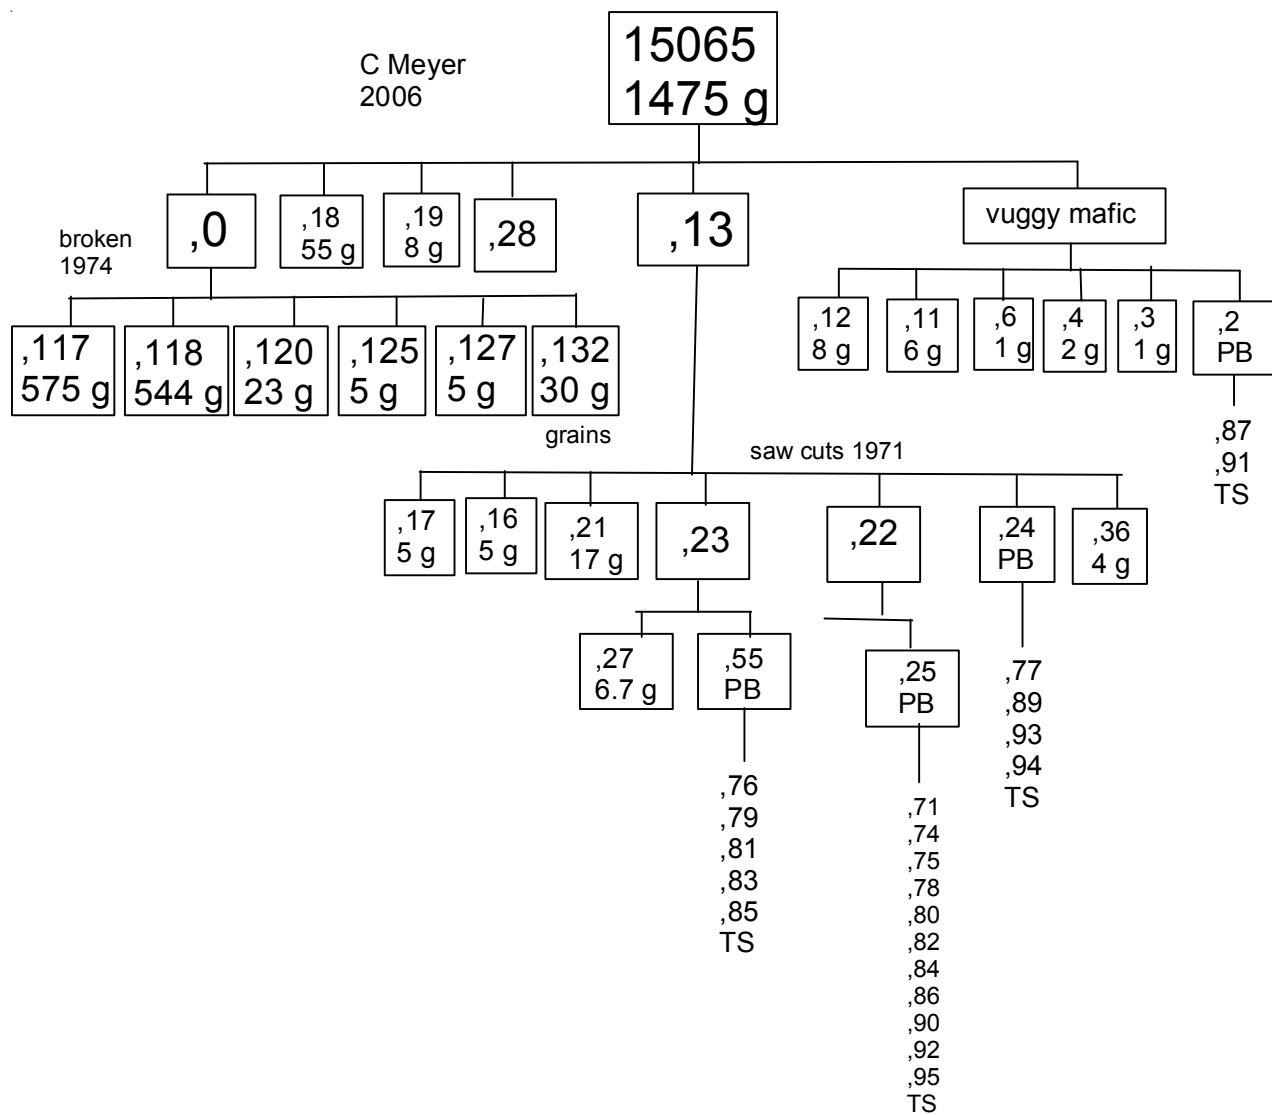 C Meyer
2006
15065
1475 g
,0
,18
55 g
,19
8 g
,28
,13
vuggy mafic
broken
1974
,117
575 g
,118
544 g
,120
23 g
,125
5 g
,127
5 g
,132
30 g
grains
,12
8 g
,11
6 g
,6
1 g
,4
2 g
,3
1 g
,2
PB
,87
,91
TS
saw cuts 1971
,17
5 g
,16
5 g
,21
17 g
,23
,22
,24
PB
,36
4 g
,27
6.7 g
,55
PB
,25
PB
,77
,89
,93
,94
TS
,76
,79
,81
,83
,85
TS
,71
,74
,75
,78
,80
,82
,84
,86
,90
,92
,95
TS